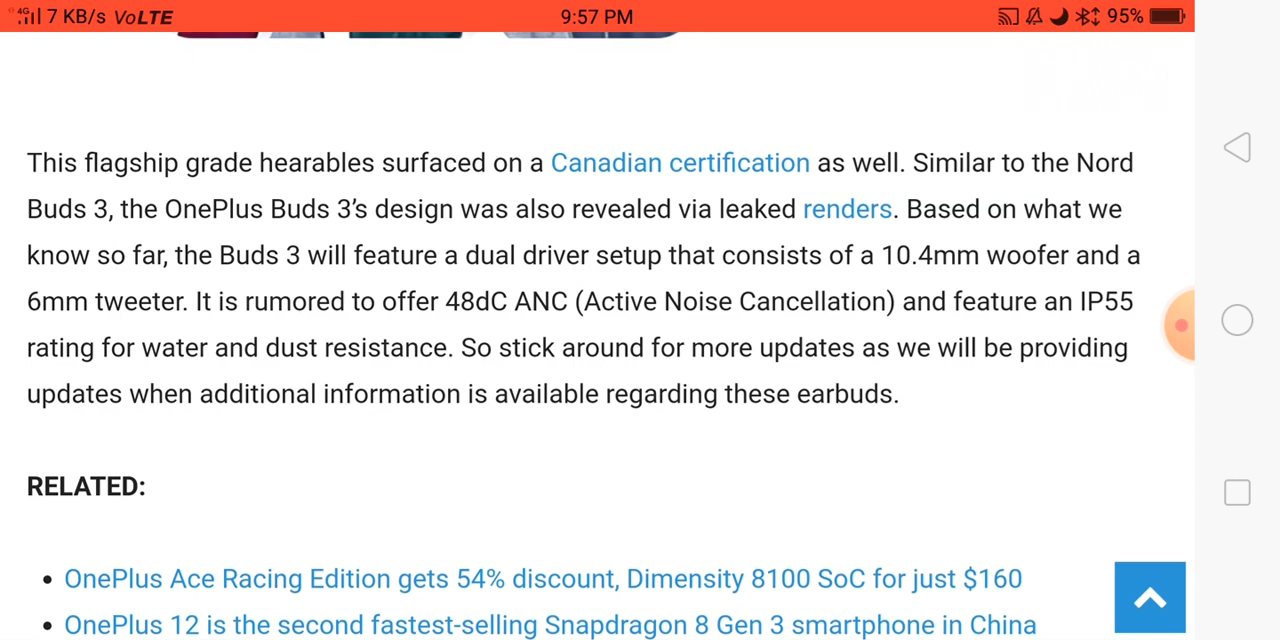 4G 7 KB/s VoLTE 9:57 PM 95%
This flagship grade hearables surfaced on a Canadian certification as well. Similar to the Nord
Buds 3, the OnePlus Buds 3’s design was also revealed via leaked renders. Based on what we
know so far, the Buds 3 will feature a dual driver setup that consists of a 10.4mm woofer and a
6mm tweeter. It is rumored to offer 48dC ANC (Active Noise Cancellation) and feature an IP55
rating for water and dust resistance. So stick around for more updates as we will be providing
updates when additional information is available regarding these earbuds.
RELATED:
• OnePlus Ace Racing Edition gets 54% discount, Dimensity 8100 SoC for just $160
• OnePlus 12 is the second fastest-selling Snapdragon 8 Gen 3 smartphone in China